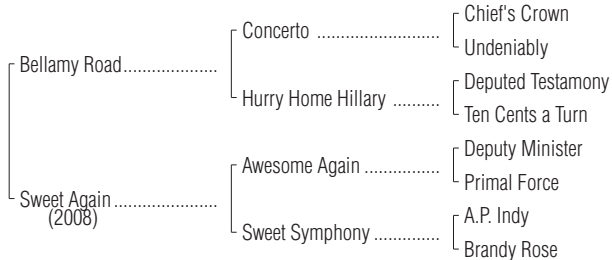 Chief's Crown
Concerto ......................
Undeniably
Bellamy Road....................
Deputed Testamony
Hurry Home Hillary ..........
Ten Cents a Turn
Deputy Minister
Awesome Again ................
Primal Force
Sweet Again ......................
(2008)
A.P. Indy
Sweet Symphony ..............
Brandy Rose